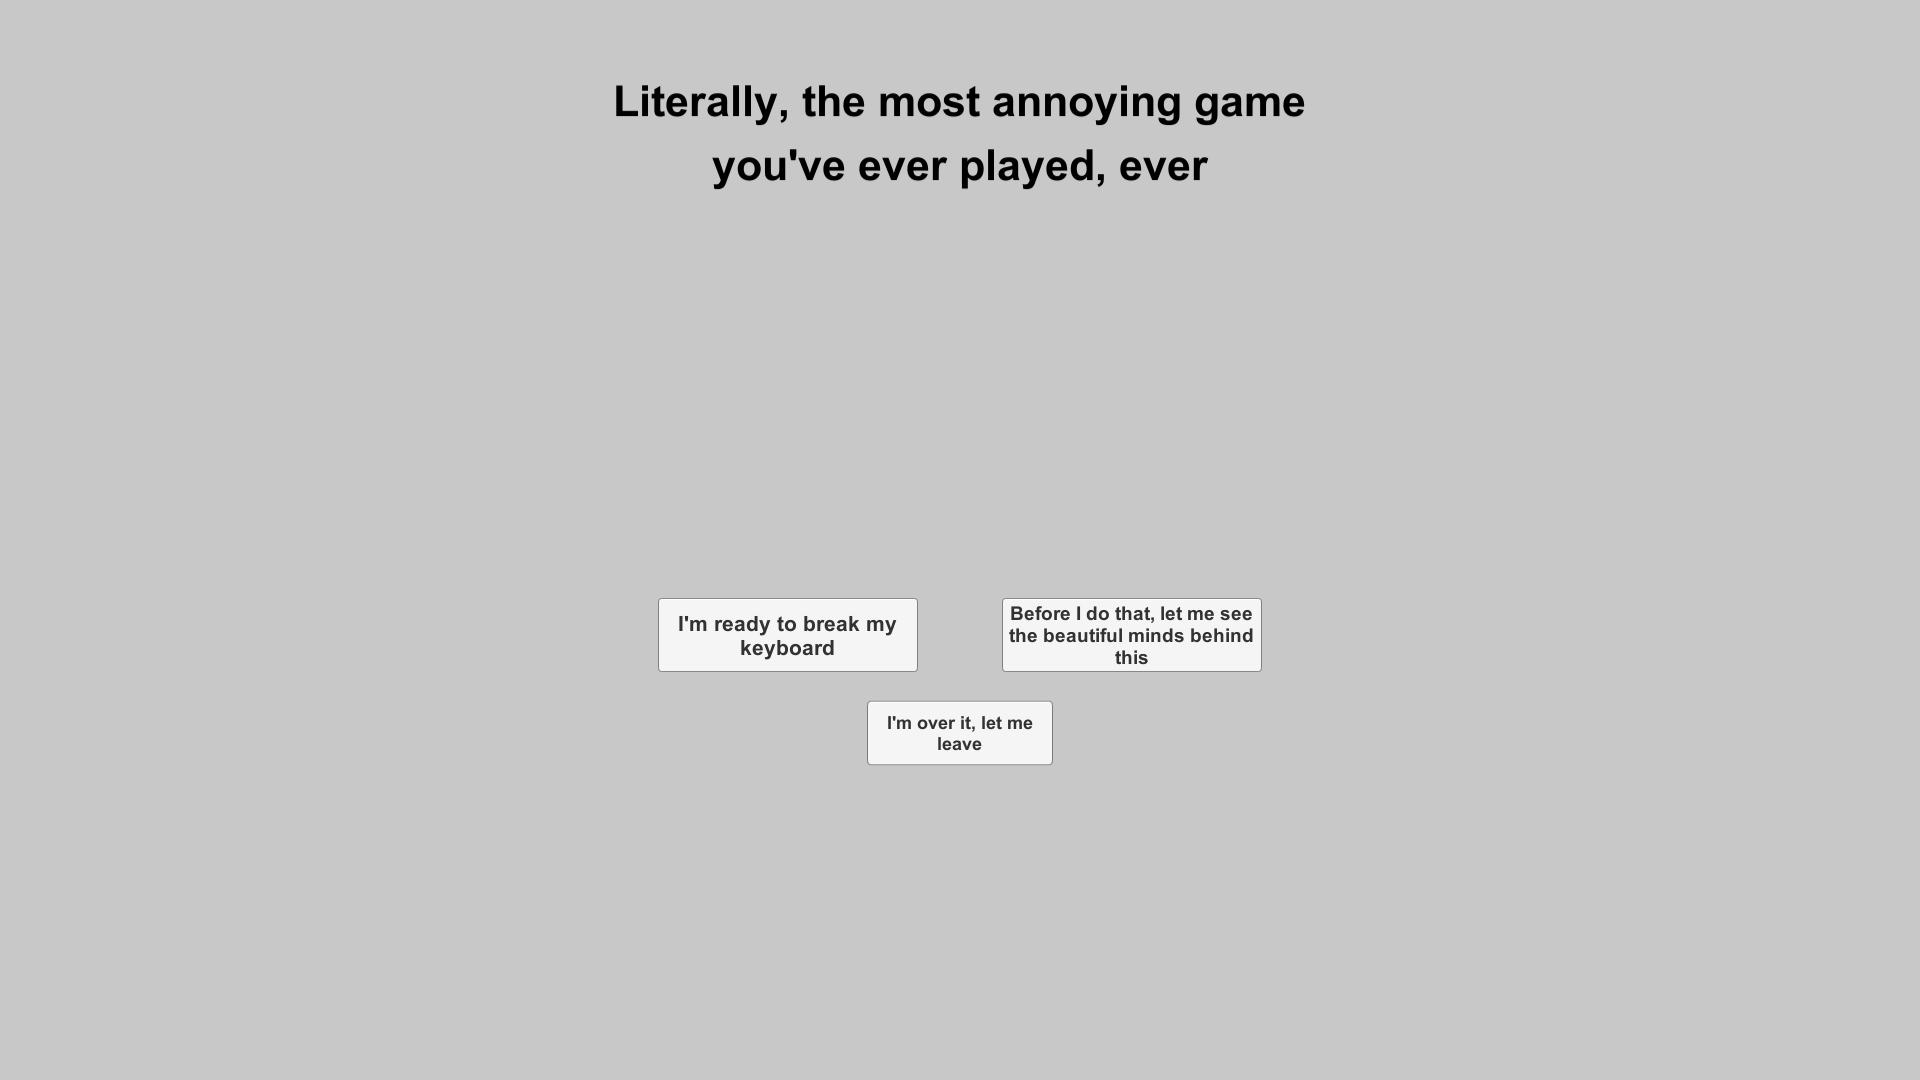 Literally, the most annoying game
you've ever played, ever
I'm ready to break my
keyboard
Before I do that, let me see
the beautiful minds behind
this
I'm over it, let me
leave